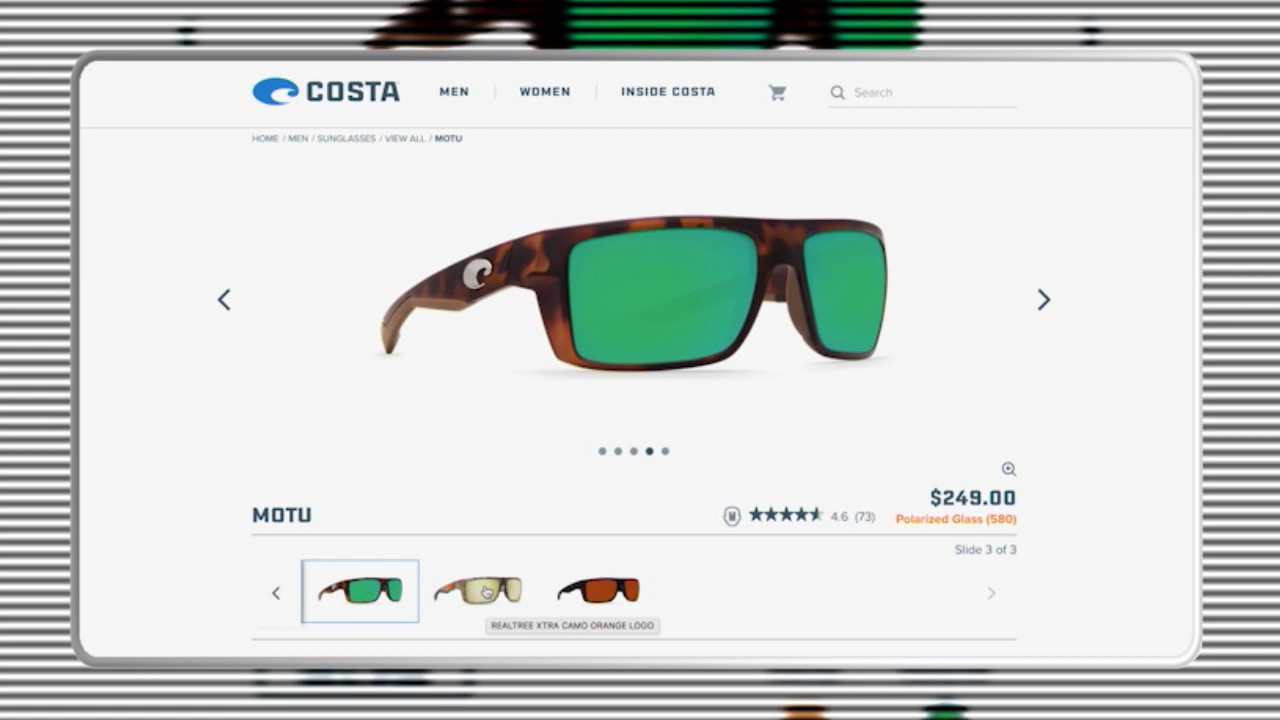 COSTA MEN WOMEN INSIDE COSTA Search
HOME / MEN / SUNGLASSES / VIEW ALL / MOTU
$249.00
MOTU 4.6 (73) Polarized Glass (580)
Slide 3 of 3
REALTREE XTRA CAMO ORANGE LOGO